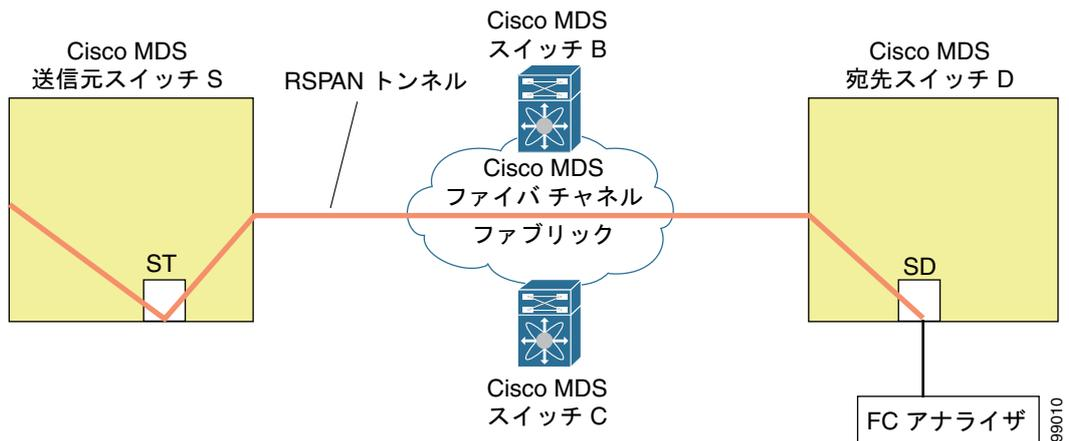 Cisco MDS
スイッチ B
Cisco MDS
送信元スイッチ S
RSPAN トンネル
Cisco MDS
宛先スイッチ D
Cisco MDS
ファイバ チャネル
ファブリック
ST
SD
Cisco MDS
スイッチ C
FC アナライザ
99010